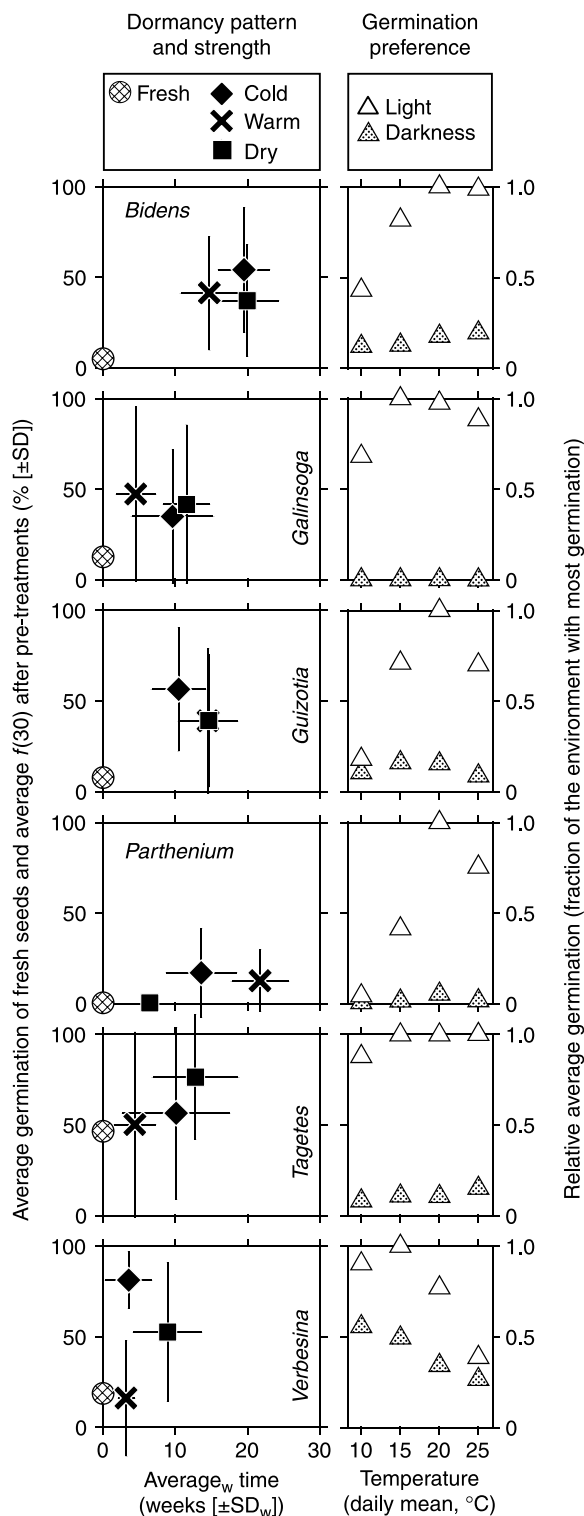 Dormancy pattern
and strength
Germination
preference
Fresh
Cold
Warm
Dry
Light
Darkness
Average germination of fresh seeds and average f(30) after pre-treatments (% [±SD])
Relative average germination (fraction of the environment with most germination)
100
50
0
Bidens
1.0
0.5
0
100
50
0
Galinsoga
1.0
0.5
0
100
50
0
Guizotia
1.0
0.5
0
100
50
0
Parthenium
1.0
0.5
0
100
50
0
Tagetes
1.0
0.5
0
100
50
0
Verbesina
1.0
0.5
0
0 10 20 30
10 15 20 25
Average_w time
(weeks [±SD_w])
Temperature
(daily mean, °C)